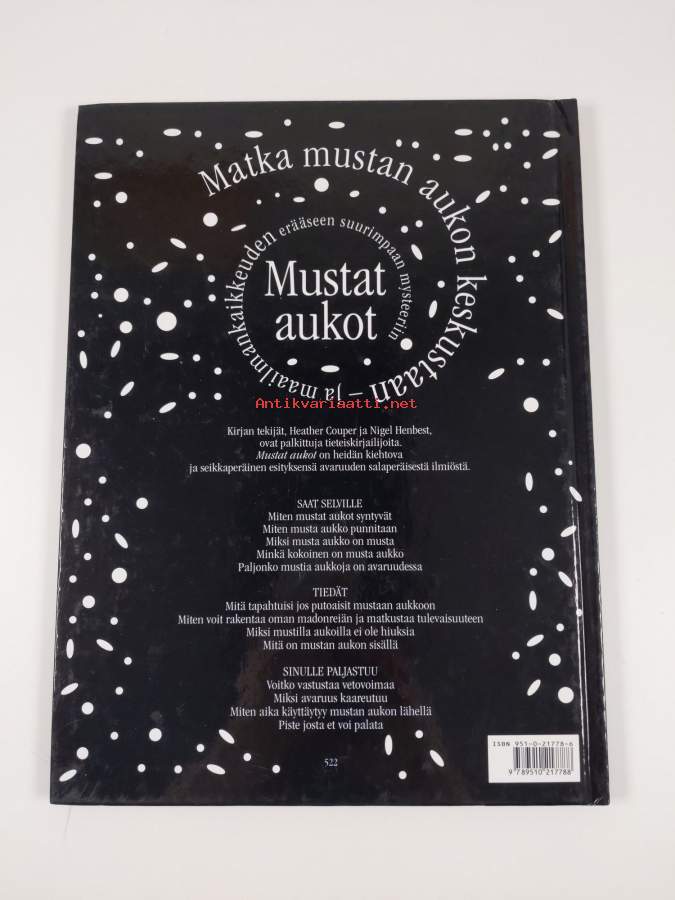 Matka mustan aukon keskustaan – ja maailmankaikkeuden
erääseen suurimpaan mysteeriin
Mustat
aukot
Antikvariaatti.net
Kirjan tekijät, Heather Couper ja Nigel Henbest,
ovat palkittuja tieteiskirjailijoita.
Mustat aukot on heidän kiehtova
ja seikkaperäinen esityksensä avaruuden salaperäisestä ilmiöstä.
SAAT SELVILLE
Miten mustat aukot syntyvät
Miten musta aukko punnitaan
Miksi musta aukko on musta
Minkä kokoinen on musta aukko
Paljonko mustia aukkoja on avaruudessa
TIEDÄT
Mitä tapahtuisi jos putoaisit mustaan aukkoon
Miten voit rakentaa oman madonreiän ja matkustaa tulevaisuuteen
Miksi mustilla aukoilla ei ole hiuksia
Mitä on mustan aukon sisällä
SINULLE PALJASTUU
Voitko vastustaa vetovoimaa
Miksi avaruus kaareutuu
Miten aika käyttäytyy mustan aukon lähellä
Piste josta et voi palata
522
ISBN 951-0-21778-6
9 789510 217788